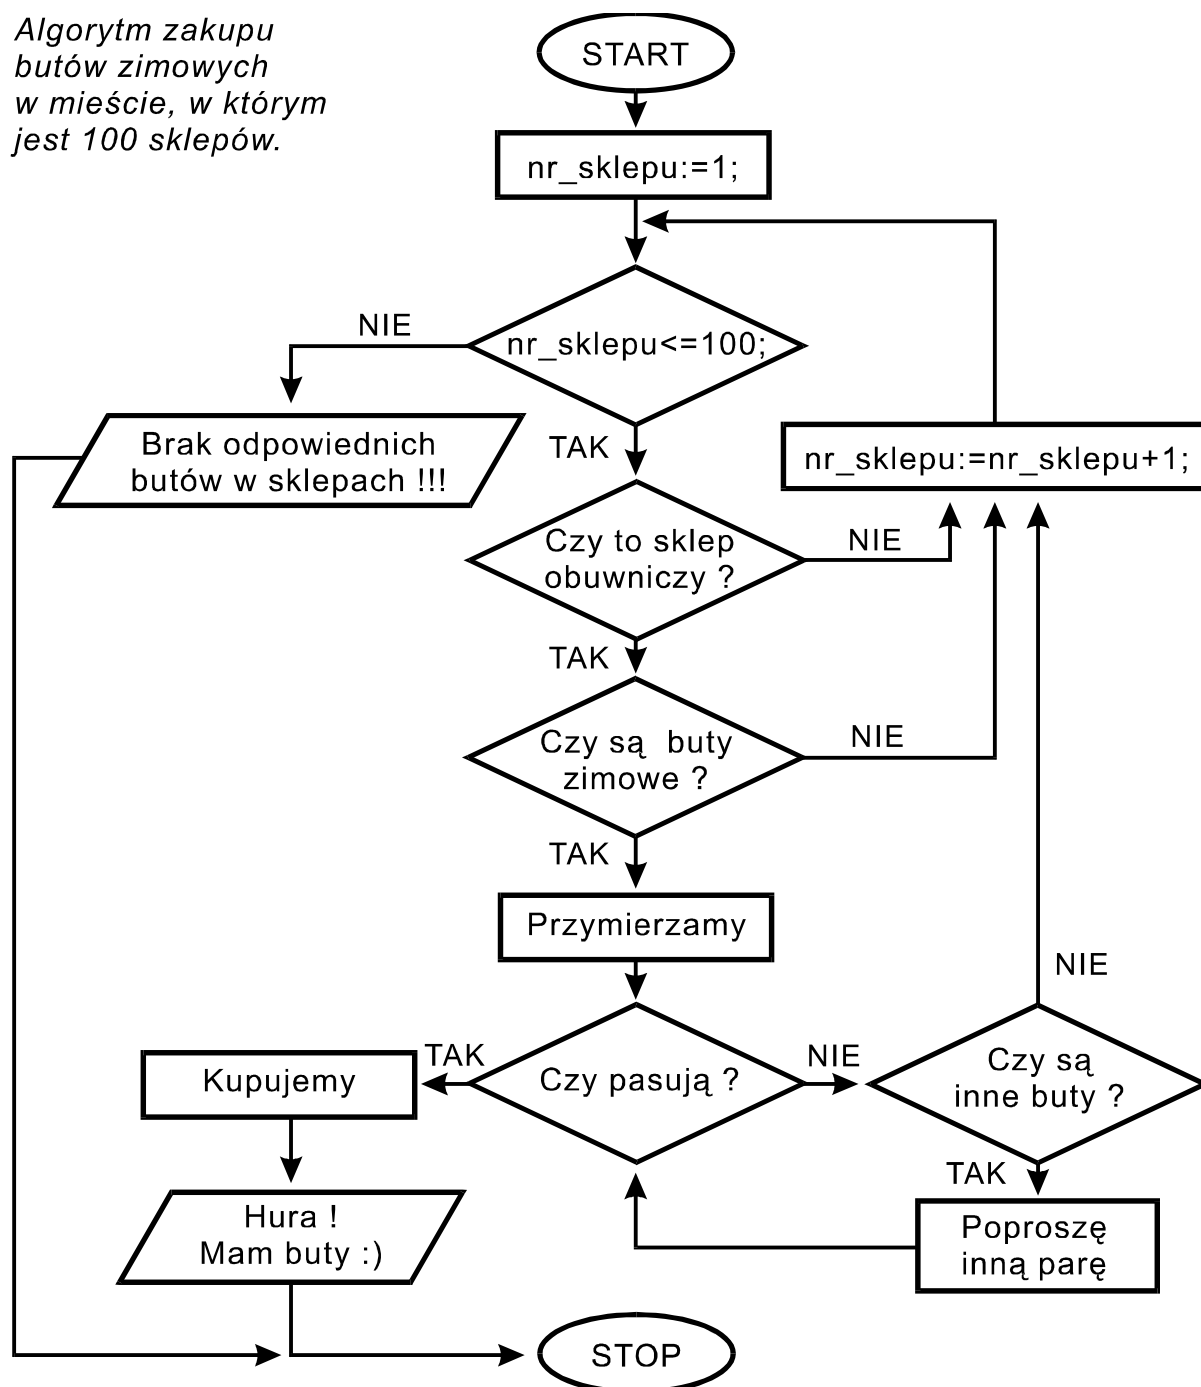 Algorytm zakupu
butów zimowych
w mieście, w którym
jest 100 sklepów.
START
nr_sklepu:=1;
nr_sklepu<=100;
NIE
Brak odpowiednich
butów w sklepach !!!
TAK
nr_sklepu:=nr_sklepu+1;
Czy to sklep
obuwniczy ?
NIE
TAK
Czy są  buty
zimowe ?
NIE
TAK
Przymierzamy
Czy pasują ?
TAK
Kupujemy
NIE
Czy są
inne buty ?
NIE
TAK
Poproszę
inną parę
Hura !
Mam buty :)
STOP